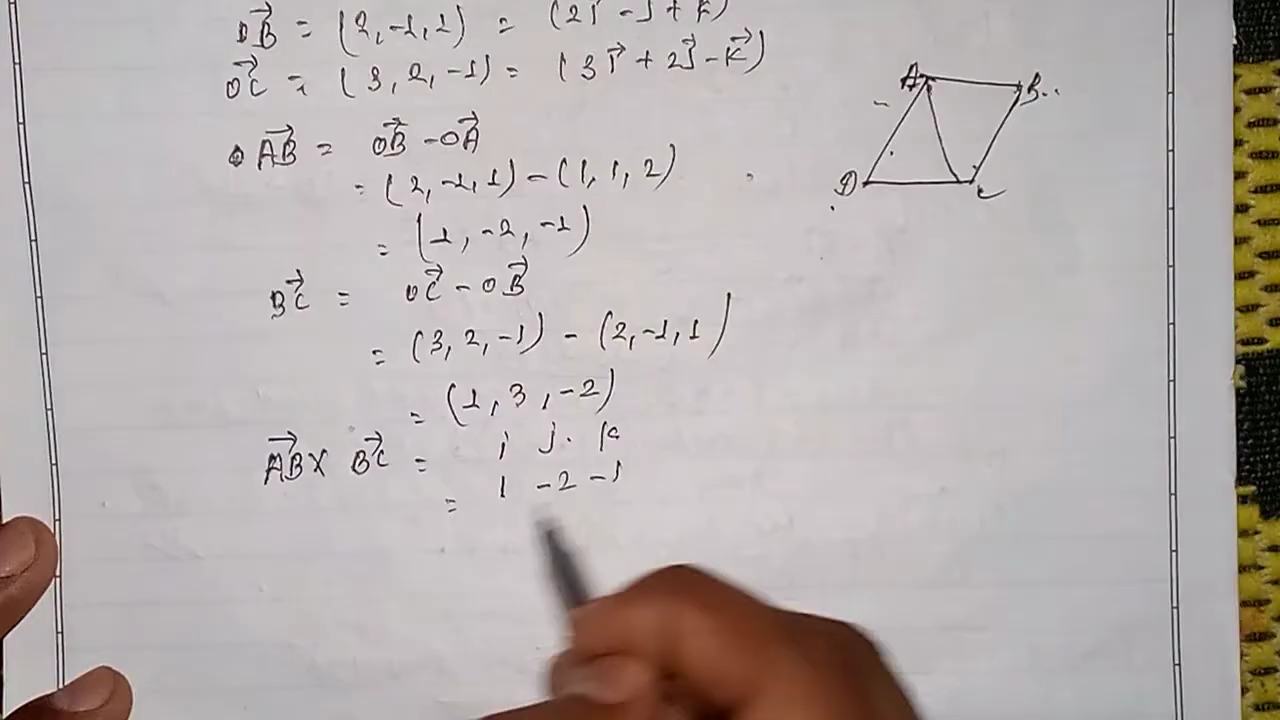 OB⃗ = (2, -1, 1) = (2i⃗ - j + k)
OC⃗ = (3, 2, -1) = (3i⃗ + 2j⃗ - k⃗)
AB⃗ = OB⃗ - OA⃗
= (2, -1, 1) - (1, 1, 2)
= (1, -2, -1)
BC⃗ = OC⃗ - OB⃗
= (3, 2, -1) - (2, -1, 1)
= (1, 3, -2)
AB⃗ X BC⃗ = i j k
= 1 -2 -1
A B
D C